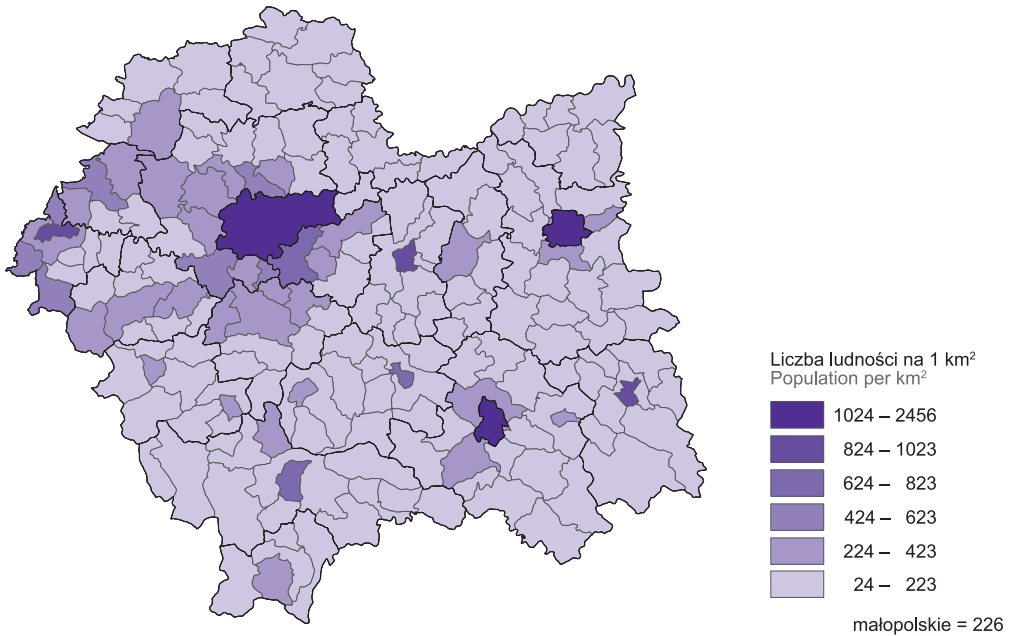 Liczba ludności na 1 km²
Population per km²
1024 – 2456
824 – 1023
624 – 823
424 – 623
224 – 423
24 – 223
małopolskie = 226